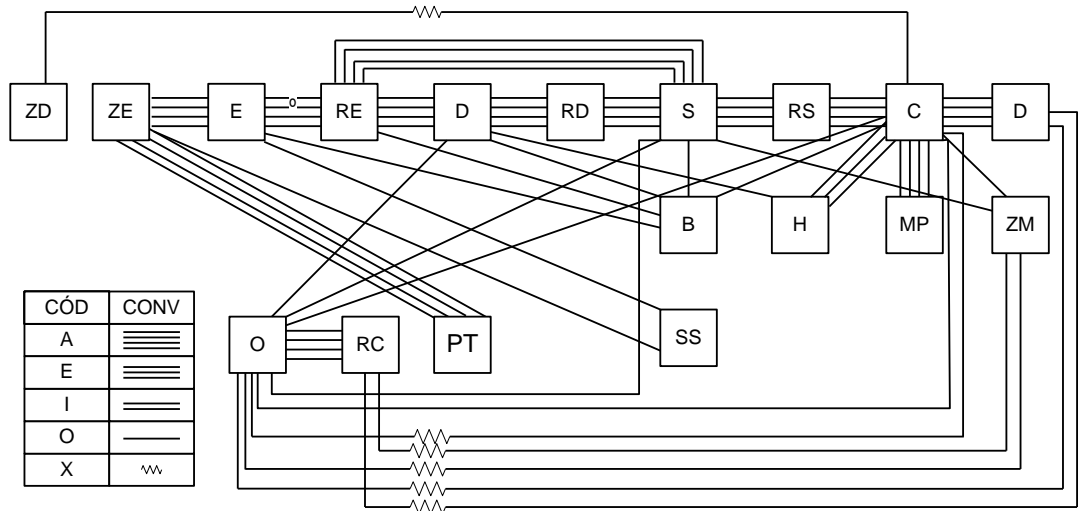 ZD ZE E RE D RD S RS C D
o
B H MP ZM
O RC PT SS
CÓD CONV
A
E
I
O
X